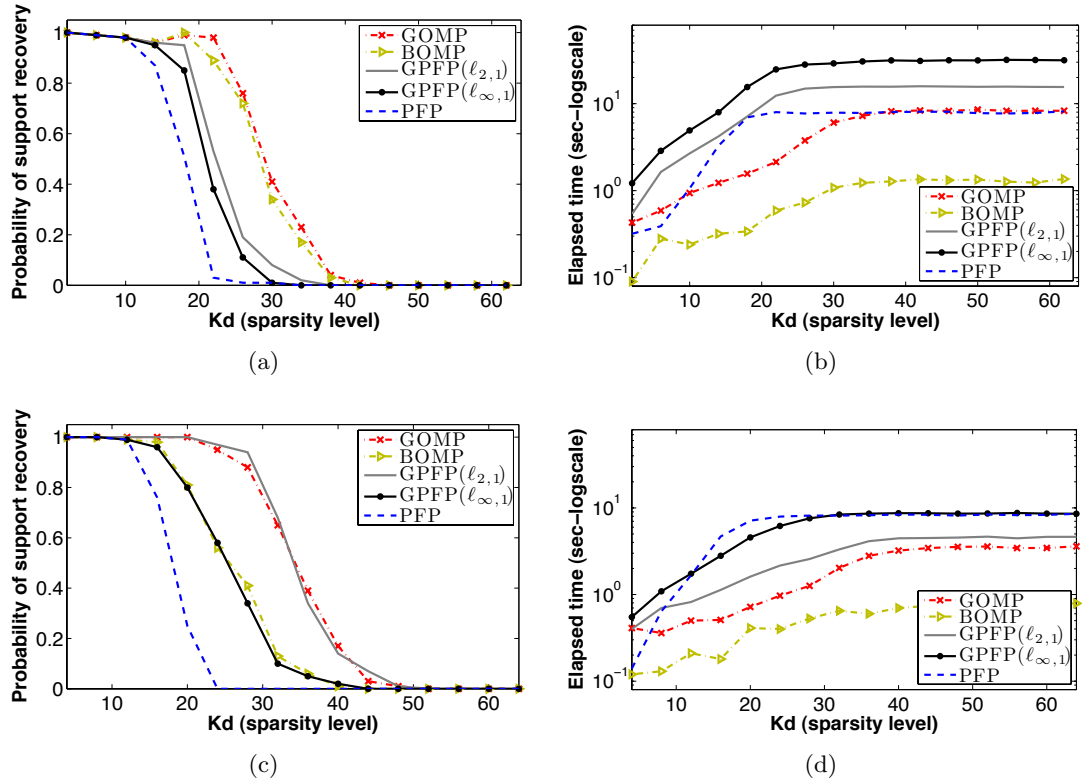 Probability of support recovery
1
0.8
0.6
0.4
0.2
0
10 20 30 40 50 60
Kd (sparsity level)
GOMP
BOMP
GPFP(ℓ2,1)
GPFP(ℓ∞,1)
PFP
(a)
Elapsed time (sec−logscale)
10^1
10^0
10^−1
10 20 30 40 50 60
Kd (sparsity level)
GOMP
BOMP
GPFP(ℓ2,1)
GPFP(ℓ∞,1)
PFP
(b)
Probability of support recovery
1
0.8
0.6
0.4
0.2
0
10 20 30 40 50 60
Kd (sparsity level)
GOMP
BOMP
GPFP(ℓ2,1)
GPFP(ℓ∞,1)
PFP
(c)
Elapsed time (sec−logscale)
10^1
10^0
10^−1
10 20 30 40 50 60
Kd (sparsity level)
GOMP
BOMP
GPFP(ℓ2,1)
GPFP(ℓ∞,1)
PFP
(d)